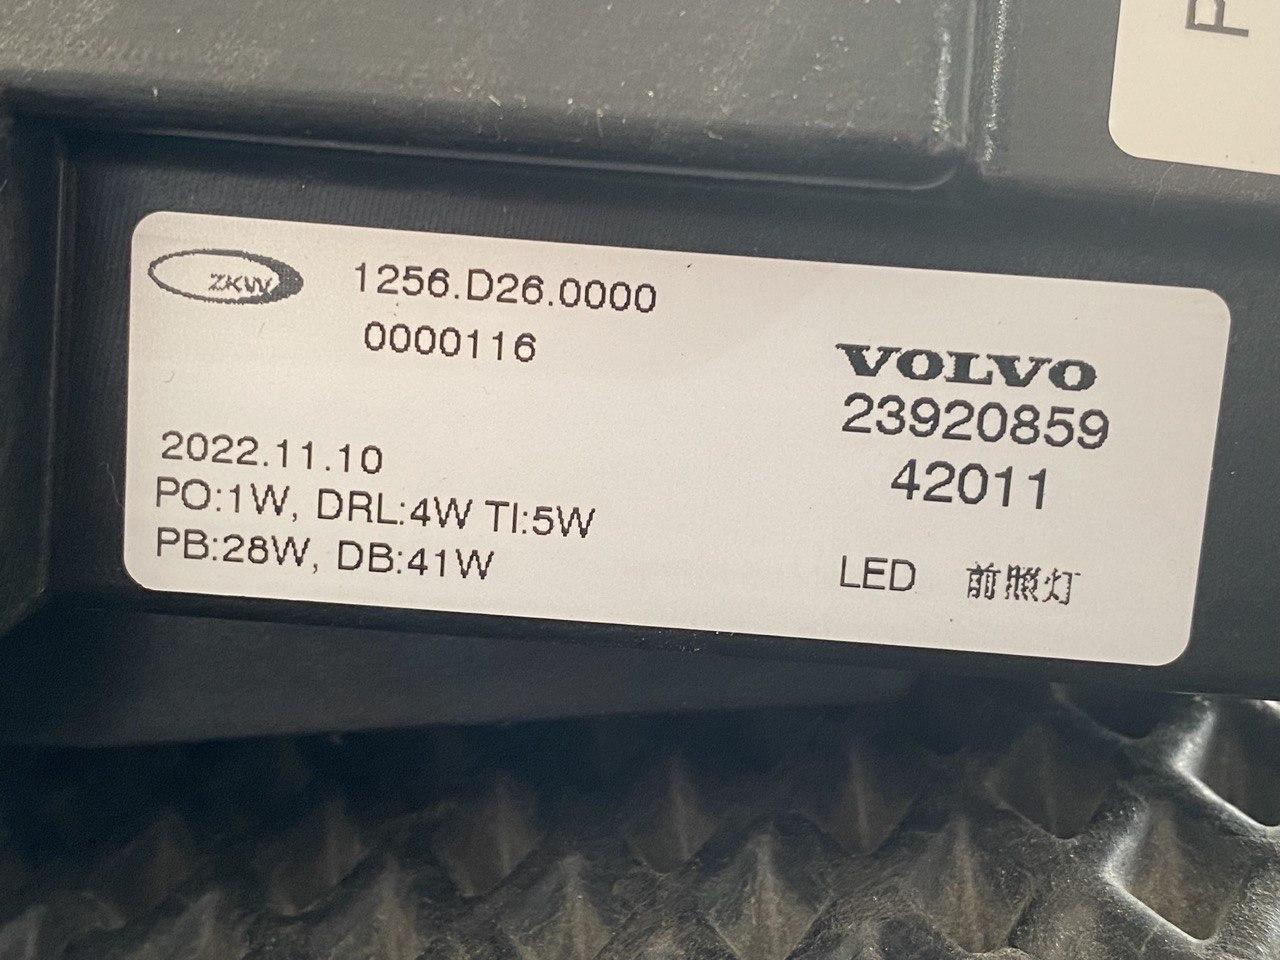 ZKW
1256.D26.0000
0000116
VOLVO
23920859
42011
2022.11.10
PO:1W, DRL:4W TI:5W
PB:28W, DB:41W
LED 前照灯